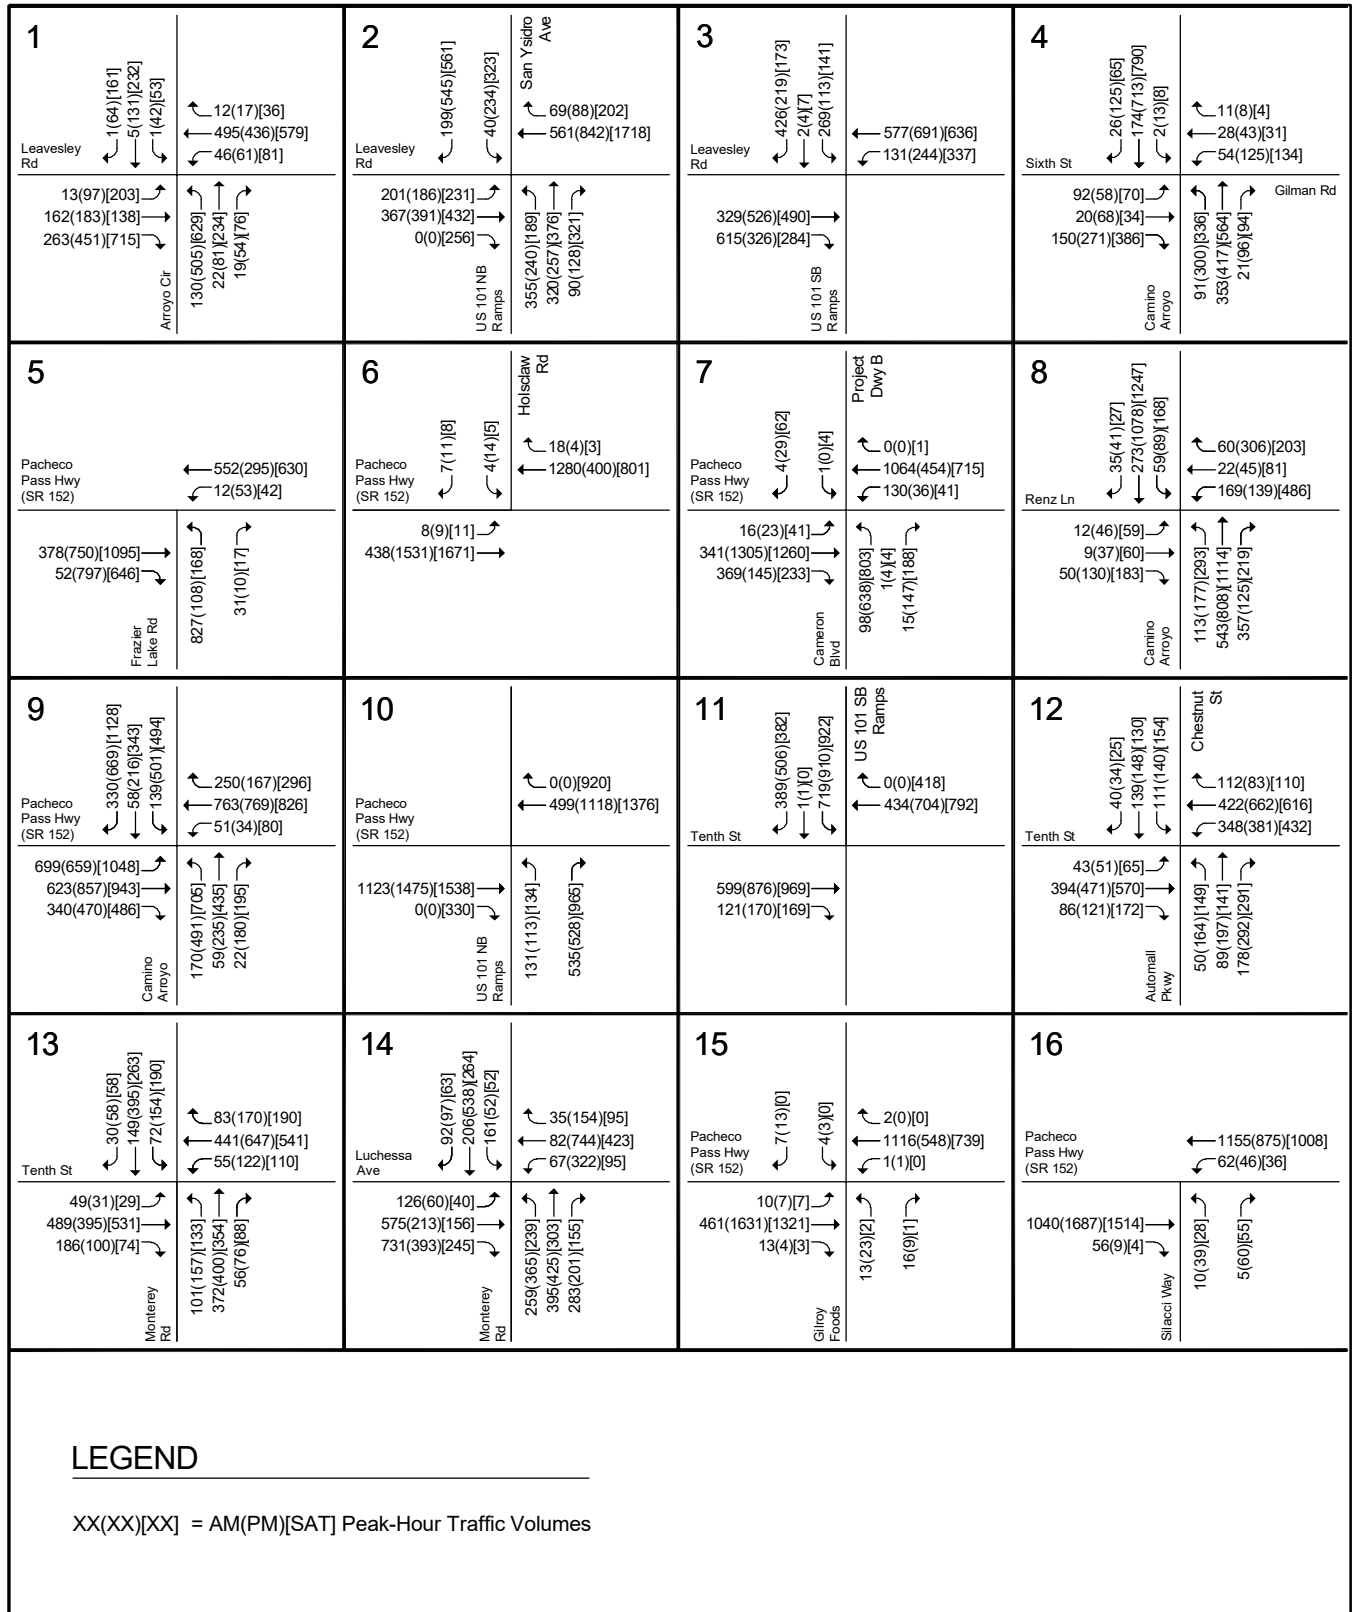 1
1(64)[161]
5(131)[232]
1(42)[53]
12(17)[36]
495(436)[579]
46(61)[81]
Leavesley
Rd
13(97)[203]
162(183)[138]
263(451)[715]
130(505)[629]
22(81)[234]
19(54)[76]
Arroyo Cir
2
199(545)[561]
40(234)[323]
San Ysidro
Ave
69(88)[202]
561(842)[1718]
Leavesley
Rd
201(186)[231]
367(391)[432]
0(0)[256]
355(240)[189]
320(257)[376]
90(128)[321]
US 101 NB
Ramps
3
426(219)[173]
2(4)[7]
269(113)[141]
577(691)[636]
131(244)[337]
Leavesley
Rd
329(526)[490]
615(326)[284]
US 101 SB
Ramps
4
26(125)[65]
174(713)[790]
2(13)[8]
11(8)[4]
28(43)[31]
54(125)[134]
Sixth St
Gilman Rd
92(58)[70]
20(68)[34]
150(271)[386]
91(300)[336]
353(417)[564]
21(96)[94]
Camino
Arroyo
5
Pacheco
Pass Hwy
(SR 152)
552(295)[630]
12(53)[42]
378(750)[1095]
52(797)[646]
827(108)[168]
31(10)[17]
Frazier
Lake Rd
6
7(11)[8]
4(14)[5]
Holsclaw
Rd
18(4)[3]
1280(400)[801]
Pacheco
Pass Hwy
(SR 152)
8(9)[11]
438(1531)[1671]
7
4(29)[62]
1(0)[4]
Project
Dwy B
0(0)[1]
1064(454)[715]
130(36)[41]
Pacheco
Pass Hwy
(SR 152)
16(23)[41]
341(1305)[1260]
369(145)[233]
98(638)[803]
1(4)[4]
15(147)[188]
Cameron
Blvd
8
35(41)[27]
273(1078)[1247]
59(89)[168]
60(306)[203]
22(45)[81]
169(139)[486]
Renz Ln
12(46)[59]
9(37)[60]
50(130)[183]
113(177)[293]
543(808)[1114]
357(125)[219]
Camino
Arroyo
9
330(669)[1128]
58(216)[343]
139(501)[494]
250(167)[296]
763(769)[826]
51(34)[80]
Pacheco
Pass Hwy
(SR 152)
699(659)[1048]
623(857)[943]
340(470)[486]
170(491)[705]
59(235)[435]
22(180)[195]
Camino
Arroyo
10
0(0)[920]
499(1118)[1376]
Pacheco
Pass Hwy
(SR 152)
1123(1475)[1538]
0(0)[330]
131(113)[134]
535(528)[965]
US 101 NB
Ramps
11
389(506)[382]
1(1)[0]
719(910)[922]
US 101 SB
Ramps
0(0)[418]
434(704)[792]
Tenth St
599(876)[969]
121(170)[169]
12
40(34)[25]
139(148)[130]
111(140)[154]
Chestnut
St
112(83)[110]
422(662)[616]
348(381)[432]
Tenth St
43(51)[65]
394(471)[570]
86(121)[172]
50(164)[149]
89(197)[141]
178(292)[291]
Automall
Pkwy
13
30(58)[58]
149(395)[263]
72(154)[190]
83(170)[190]
441(647)[541]
55(122)[110]
Tenth St
49(31)[29]
489(395)[531]
186(100)[74]
101(157)[133]
372(400)[354]
56(76)[88]
Monterey
Rd
14
92(97)[63]
206(538)[264]
161(52)[52]
35(154)[95]
82(744)[423]
67(322)[95]
Luchessa
Ave
126(60)[40]
575(213)[156]
731(393)[245]
259(365)[239]
395(425)[303]
283(201)[155]
Monterey
Rd
15
7(13)[0]
4(3)[0]
2(0)[0]
1116(548)[739]
1(1)[0]
Pacheco
Pass Hwy
(SR 152)
10(7)[7]
461(1631)[1321]
13(4)[3]
13(23)[2]
16(9)[1]
Gilroy
Foods
16
Pacheco
Pass Hwy
(SR 152)
1155(875)[1008]
62(46)[36]
1040(1687)[1514]
56(9)[4]
10(39)[28]
5(60)[55]
Silacci Way
LEGEND
XX(XX)[XX] = AM(PM)[SAT] Peak-Hour Traffic Volumes